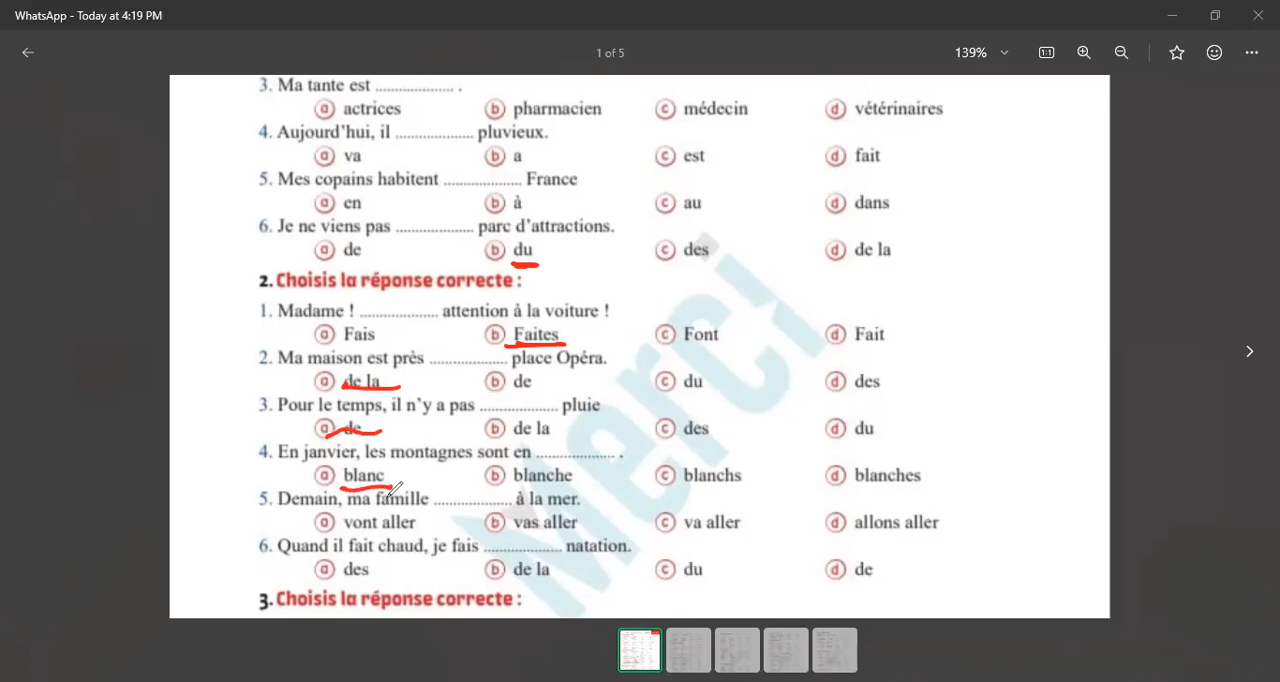 WhatsApp - Today at 4:19 PM
1 of 5
139%
3. Ma tante est ................... .
a actrices b pharmacien c médecin d vétérinaires
4. Aujourd'hui, il ................... pluvieux.
a va b a c est d fait
5. Mes copains habitent ................... France
a en b à c au d dans
6. Je ne viens pas ................... parc d'attractions.
a de b du c des d de la
2. Choisis la réponse correcte :
1. Madame ! ................... attention à la voiture !
a Fais b Faites c Font d Fait
2. Ma maison est près ................... place Opéra.
a de la b de c du d des
3. Pour le temps, il n'y a pas ................... pluie
a de b de la c des d du
4. En janvier, les montagnes sont en ................... .
a blanc b blanche c blanchs d blanches
5. Demain, ma famille ................... à la mer.
a vont aller b vas aller c va aller d allons aller
6. Quand il fait chaud, je fais ................... natation.
a des b de la c du d de
3. Choisis la réponse correcte :
Merci